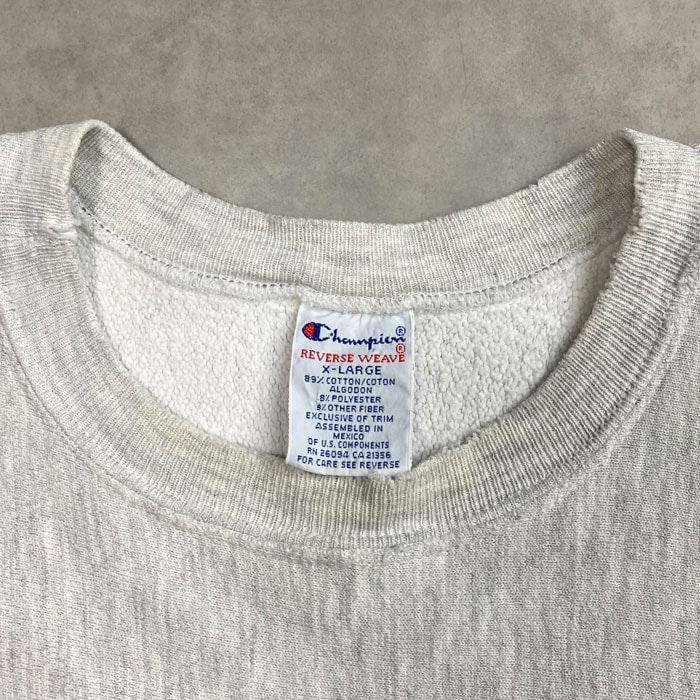 Champion®
REVERSE WEAVE®
X-LARGE
89% COTTON/COTON
ALGODON
8% POLYESTER
8% OTHER FIBER
EXCLUSIVE OF TRIM
ASSEMBLED IN
MEXICO
OF U.S. COMPONENTS
RN 26094 CA 21356
FOR CARE SEE REVERSE